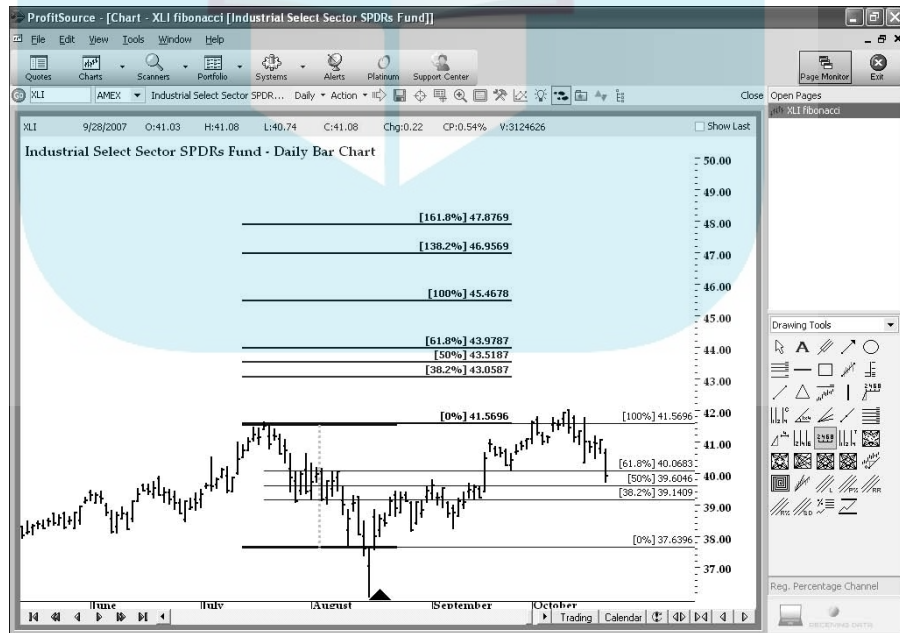 ProfitSource - [Chart - XLI fibonacci [Industrial Select Sector SPDRs Fund]]
File Edit View Tools Window Help
Quotes Charts Scanners Portfolio Systems Alerts Platinum Support Center Page Monitor Exit
GO XLI AMEX Industrial Select Sector SPDR... Daily Action Close Open Pages
XLI fibonacci
XLI 9/28/2007 O:41.03 H:41.08 L:40.74 C:41.08 Chg:0.22 CP:0.54% V:3124626 Show Last
Industrial Select Sector SPDRs Fund - Daily Bar Chart
50.00
49.00
[161.8%] 47.8769
48.00
[138.2%] 46.9569
47.00
46.00
[100%] 45.4678
45.00
Drawing Tools
[61.8%] 43.9787
44.00
[50%] 43.5187
[38.2%] 43.0587
43.00
42.00
[0%] 41.5696 [100%] 41.5696
41.00
[61.8%] 40.0683
40.00
[50%] 39.6046
[38.2%] 39.1409
39.00
[0%] 37.6396
38.00
37.00
Reg. Percentage Channel
June July August September October
Trading Calendar
RECEIVING DATA